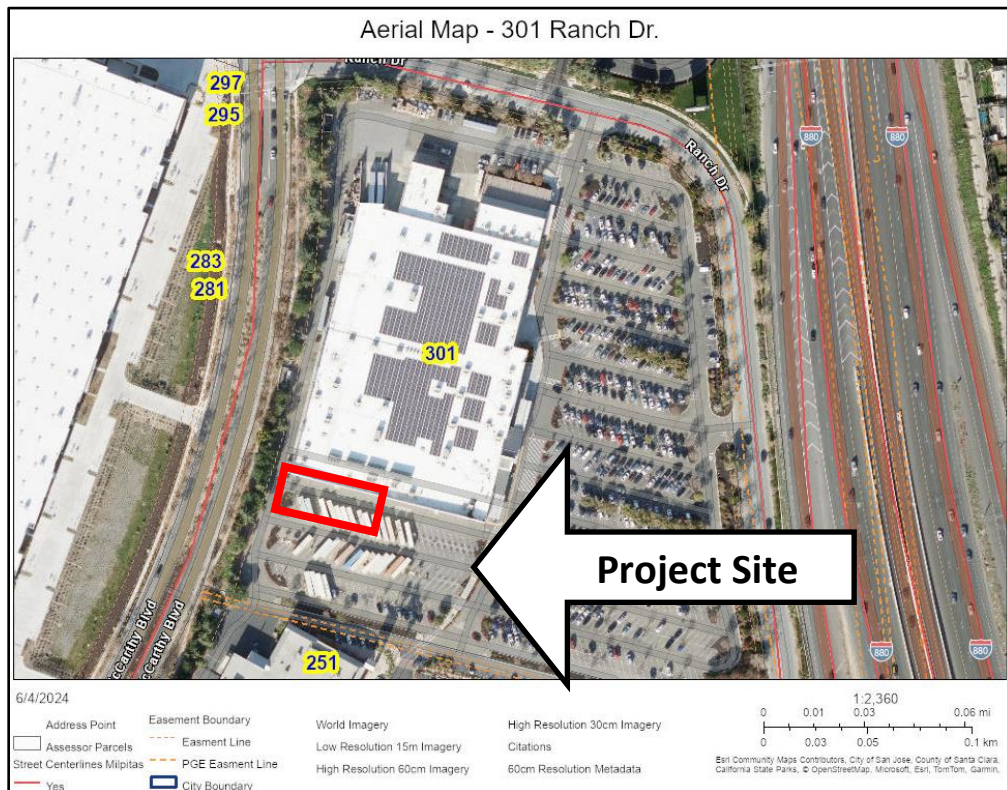 Aerial Map - 301 Ranch Dr.
Ranch Dr
297
295
880
880
Ranch Dr
283
281
301
Project Site
McCarthy Blvd
McCarthy Blvd
251
880
880
6/4/2024
Address Point
Assessor Parcels
Street Centerlines Milpitas
Yes
Easement Boundary
Easment Line
PGE Easment Line
City Boundary
World Imagery
Low Resolution 15m Imagery
High Resolution 60cm Imagery
High Resolution 30cm Imagery
Citations
60cm Resolution Metadata
1:2,360
0 0.01 0.03 0.06 mi
0 0.03 0.05 0.1 km
Esri Community Maps Contributors, City of San Jose, County of Santa Clara,
California State Parks, © OpenStreetMap, Microsoft, Esri, TomTom, Garmin,